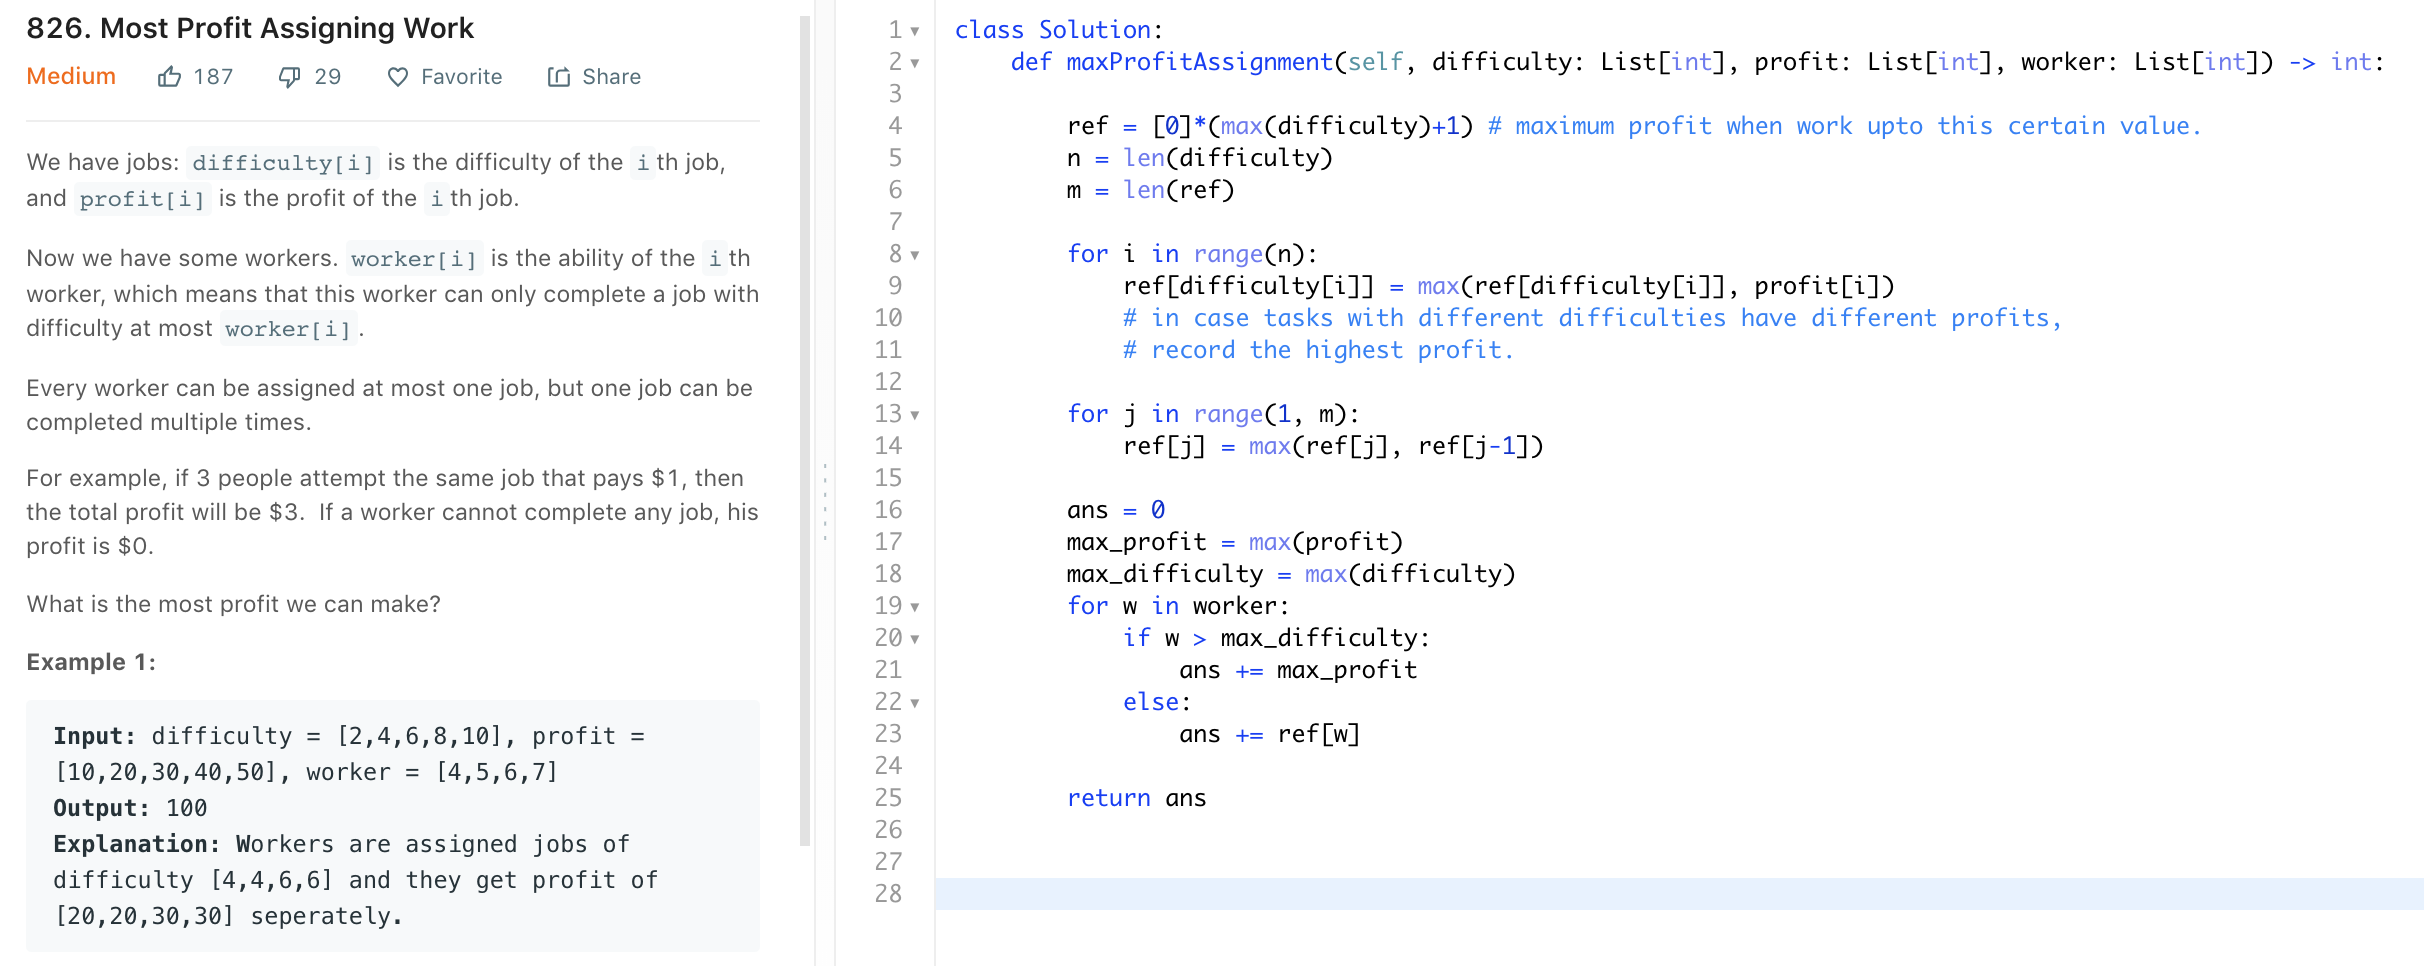 826. Most Profit Assigning Work
Medium 187 29 Favorite Share
We have jobs: difficulty[i] is the difficulty of the i th job,
and profit[i] is the profit of the i th job.
Now we have some workers. worker[i] is the ability of the i th
worker, which means that this worker can only complete a job with
difficulty at most worker[i].
Every worker can be assigned at most one job, but one job can be
completed multiple times.
For example, if 3 people attempt the same job that pays $1, then
the total profit will be $3.  If a worker cannot complete any job, his
profit is $0.
What is the most profit we can make?
Example 1:
Input: difficulty = [2,4,6,8,10], profit =
[10,20,30,40,50], worker = [4,5,6,7]
Output: 100
Explanation: Workers are assigned jobs of
difficulty [4,4,6,6] and they get profit of
[20,20,30,30] seperately.
1 class Solution:
2     def maxProfitAssignment(self, difficulty: List[int], profit: List[int], worker: List[int]) -> int:
3
4         ref = [0]*(max(difficulty)+1) # maximum profit when work upto this certain value.
5         n = len(difficulty)
6         m = len(ref)
7
8         for i in range(n):
9             ref[difficulty[i]] = max(ref[difficulty[i]], profit[i])
10             # in case tasks with different difficulties have different profits,
11             # record the highest profit.
12
13         for j in range(1, m):
14             ref[j] = max(ref[j], ref[j-1])
15
16         ans = 0
17         max_profit = max(profit)
18         max_difficulty = max(difficulty)
19         for w in worker:
20             if w > max_difficulty:
21                 ans += max_profit
22             else:
23                 ans += ref[w]
24
25         return ans
26
27
28